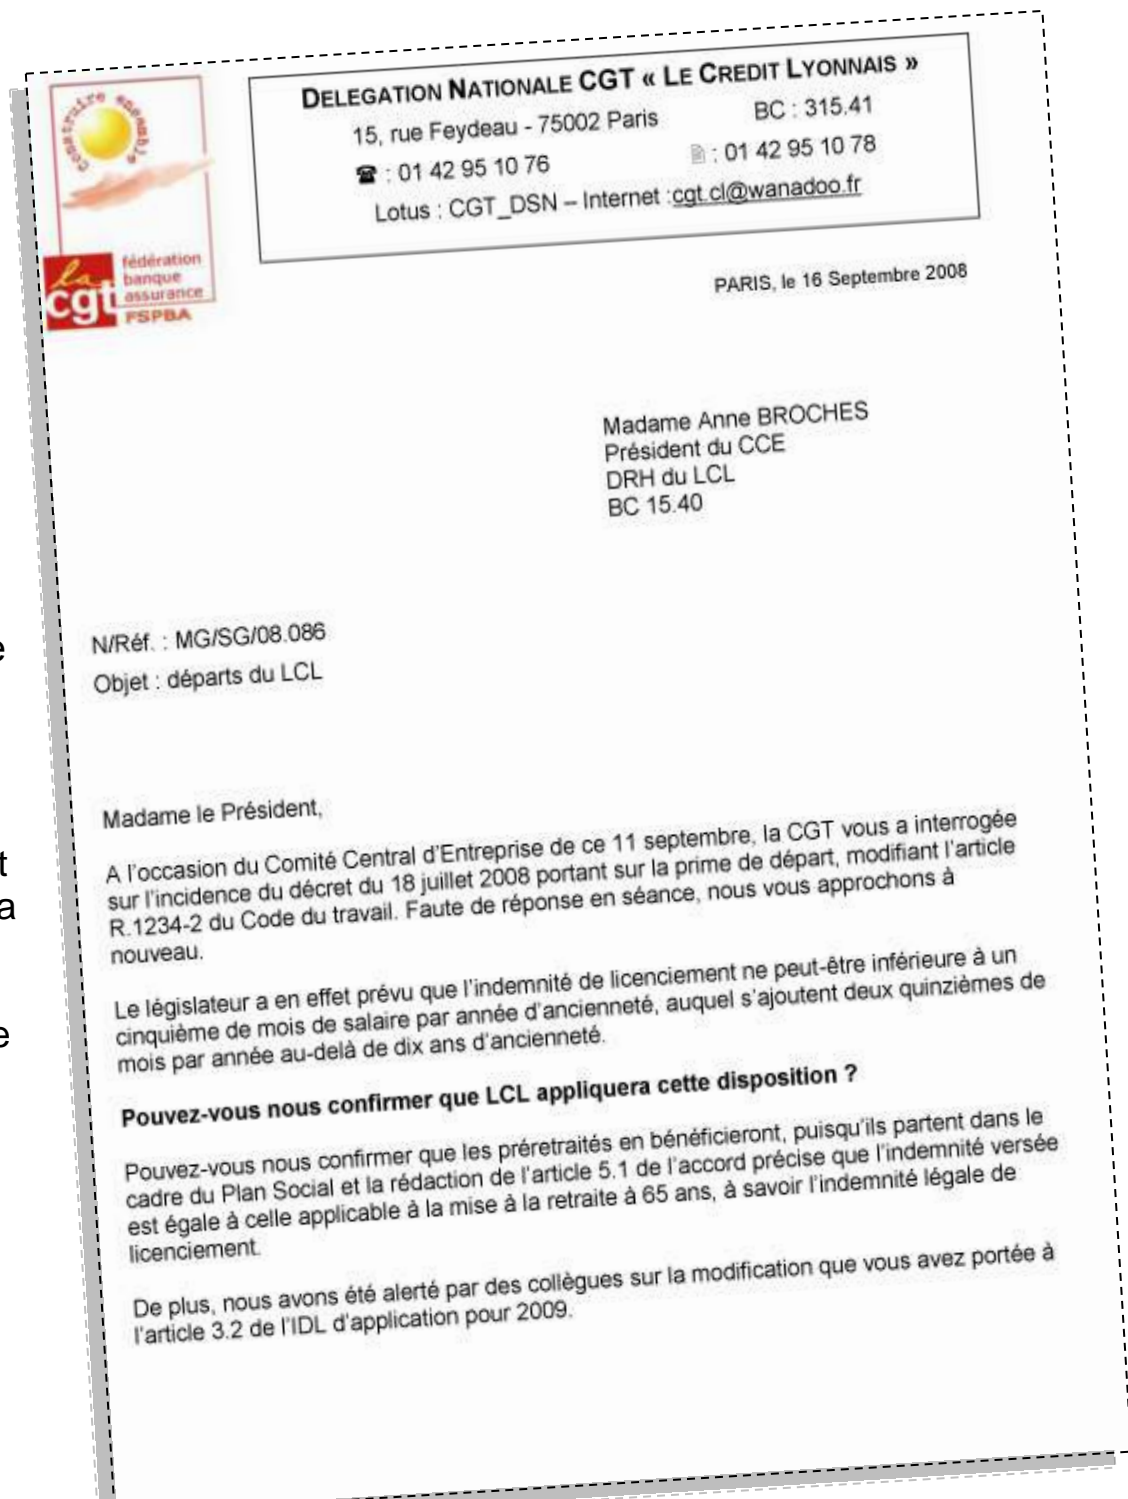 construire ensemble
la cgt
fédération
banque
assurance
FSPBA
DELEGATION NATIONALE CGT « LE CREDIT LYONNAIS »
15, rue Feydeau - 75002 Paris BC : 315.41
☎ : 01 42 95 10 76 🗎 : 01 42 95 10 78
Lotus : CGT_DSN – Internet :cgt.cl@wanadoo.fr
PARIS, le 16 Septembre 2008
Madame Anne BROCHES
Président du CCE
DRH du LCL
BC 15.40
N/Réf. : MG/SG/08.086
Objet : départs du LCL
Madame le Président,
A l'occasion du Comité Central d'Entreprise de ce 11 septembre, la CGT vous a interrogée
sur l'incidence du décret du 18 juillet 2008 portant sur la prime de départ, modifiant l'article
R.1234-2 du Code du travail. Faute de réponse en séance, nous vous approchons à
nouveau.
Le législateur a en effet prévu que l'indemnité de licenciement ne peut-être inférieure à un
cinquième de mois de salaire par année d'ancienneté, auquel s'ajoutent deux quinzièmes de
mois par année au-delà de dix ans d'ancienneté.
Pouvez-vous nous confirmer que LCL appliquera cette disposition ?
Pouvez-vous nous confirmer que les préretraités en bénéficieront, puisqu'ils partent dans le
cadre du Plan Social et la rédaction de l'article 5.1 de l'accord précise que l'indemnité versée
est égale à celle applicable à la mise à la retraite à 65 ans, à savoir l'indemnité légale de
licenciement.
De plus, nous avons été alerté par des collègues sur la modification que vous avez portée à
l'article 3.2 de l'IDL d'application pour 2009.